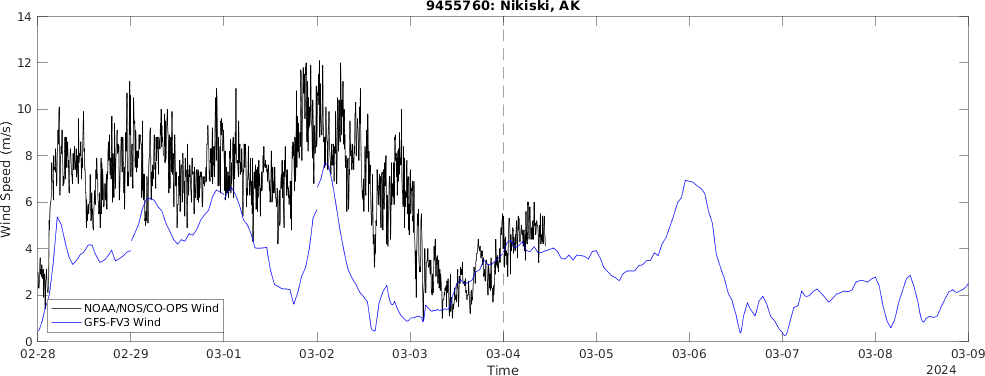 9455760: Nikiski, AK
Wind Speed (m/s)
14
12
10
8
6
4
2
0
NOAA/NOS/CO-OPS Wind
GFS-FV3 Wind
02-28 02-29 03-01 03-02 03-03 03-04 03-05 03-06 03-07 03-08 03-09
Time
2024